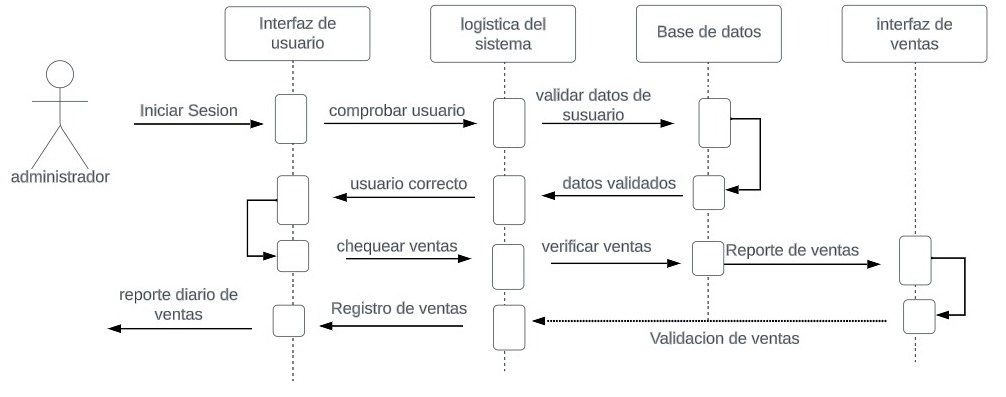 Interfaz de
usuario
logistica del
sistema
Base de datos
interfaz de
ventas
administrador
Iniciar Sesion
comprobar usuario
validar datos de
susuario
usuario correcto
datos validados
chequear ventas
verificar ventas
Reporte de ventas
reporte diario de
ventas
Registro de ventas
Validacion de ventas